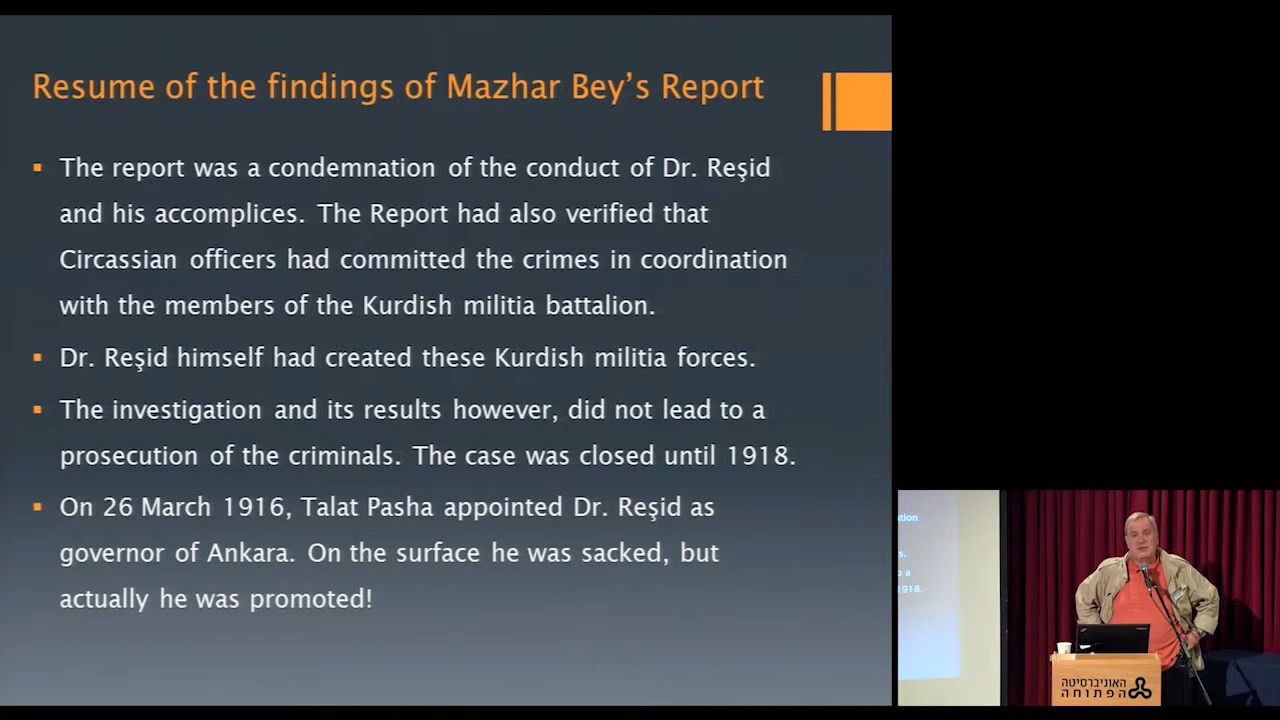 Resume of the findings of Mazhar Bey’s Report
▪ The report was a condemnation of the conduct of Dr. Reşid
and his accomplices. The Report had also verified that
Circassian officers had committed the crimes in coordination
with the members of the Kurdish militia battalion.
▪ Dr. Reşid himself had created these Kurdish militia forces.
▪ The investigation and its results however, did not lead to a
prosecution of the criminals. The case was closed until 1918.
▪ On 26 March 1916, Talat Pasha appointed Dr. Reşid as
governor of Ankara. On the surface he was sacked, but
actually he was promoted!
ation
s.
o a
918.
האוניברסיטה
הפתוחה